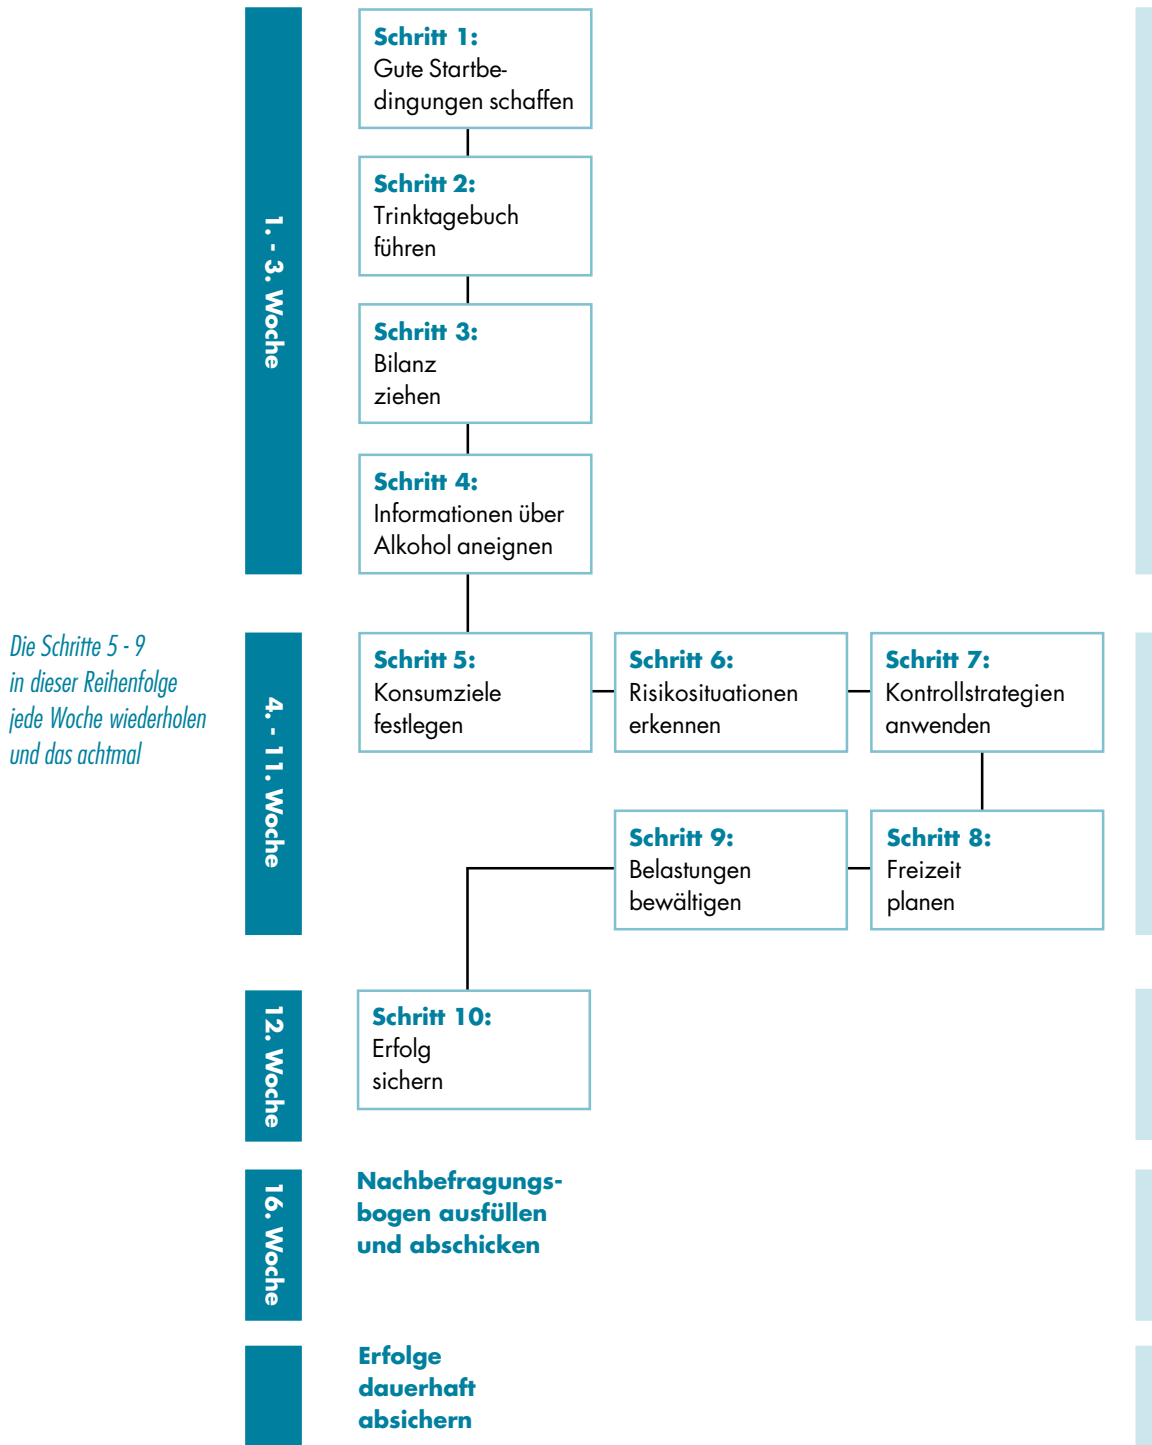 1. - 3. Woche
Schritt 1:
Gute Startbe-
dingungen schaffen
Schritt 2:
Trinktagebuch
führen
Schritt 3:
Bilanz
ziehen
Schritt 4:
Informationen über
Alkohol aneignen
Die Schritte 5 - 9
in dieser Reihenfolge
jede Woche wiederholen
und das achtmal
4. - 11. Woche
Schritt 5:
Konsumziele
festlegen
Schritt 6:
Risikosituationen
erkennen
Schritt 7:
Kontrollstrategien
anwenden
Schritt 8:
Freizeit
planen
Schritt 9:
Belastungen
bewältigen
12. Woche
Schritt 10:
Erfolg
sichern
16. Woche
Nachbefragungs-
bogen ausfüllen
und abschicken
Erfolge
dauerhaft
absichern